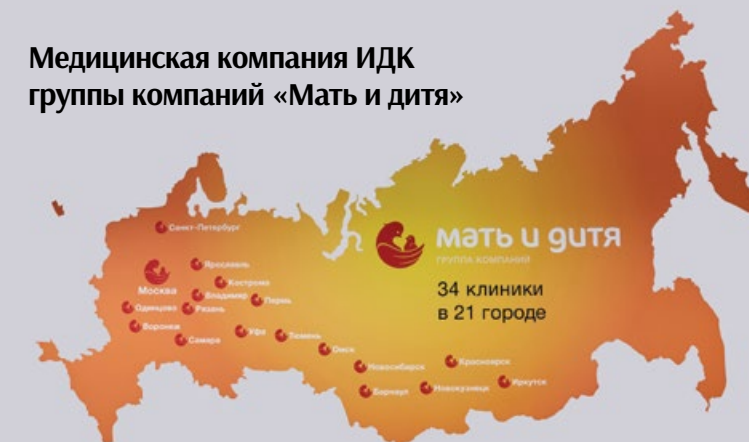 Медицинская компания ИДК
группы компаний «Мать и дитя»
мать и дитя
ГРУППА КОМПАНИЙ
34 клиники
в 21 городе
Санкт-Петербург
Ярославль
Кострома
Москва
Владимир
Пермь
Одинцово
Рязань
Воронеж
Самара
Уфа
Тюмень
Омск
Новосибирск
Красноярск
Барнаул
Новокузнецк
Иркутск